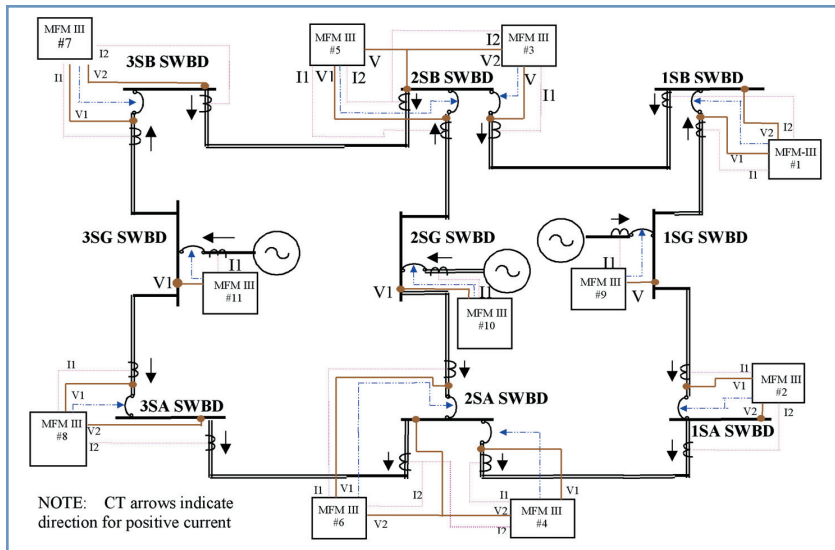 MFM III
#7
I2
I1
V2
V1
3SB SWBD
MFM III
#5
V
I2
V2
I1
V1
I2
2SB SWBD
MFM III
#3
V
I1
1SB SWBD
V2
I2
V1
I1
MFM-III
#1
3SG SWBD
I1
V1
MFM III
#11
2SG SWBD
V1
I1
MFM III
#10
1SG SWBD
I1
MFM III
#9
V
I1
V1
MFM III
#8
V2
I2
3SA SWBD
2SA SWBD
I1
V1
I2
MFM III
#6
V2
I1
V1
V2
I2
MFM III
#4
I1
V1
V2
I2
MFM III
#2
1SA SWBD
NOTE: CT arrows indicate
direction for positive current